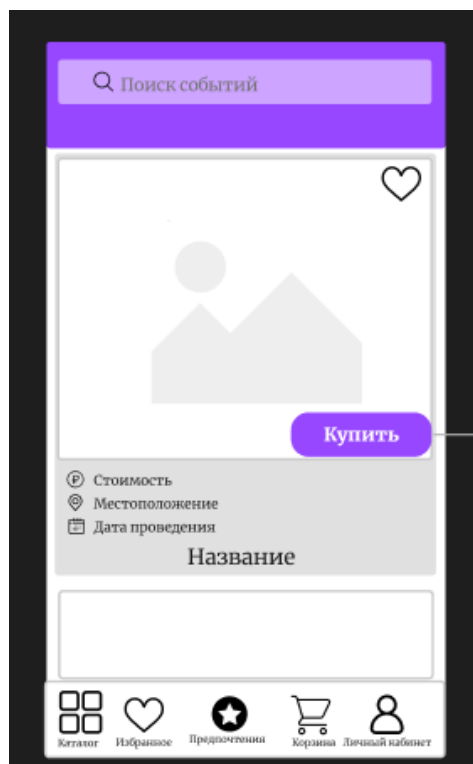 Поиск событий
Купить
Стоимость
Местоположение
Дата проведения
Название
Каталог Избранное Предпочтения Корзина Личный кабинет